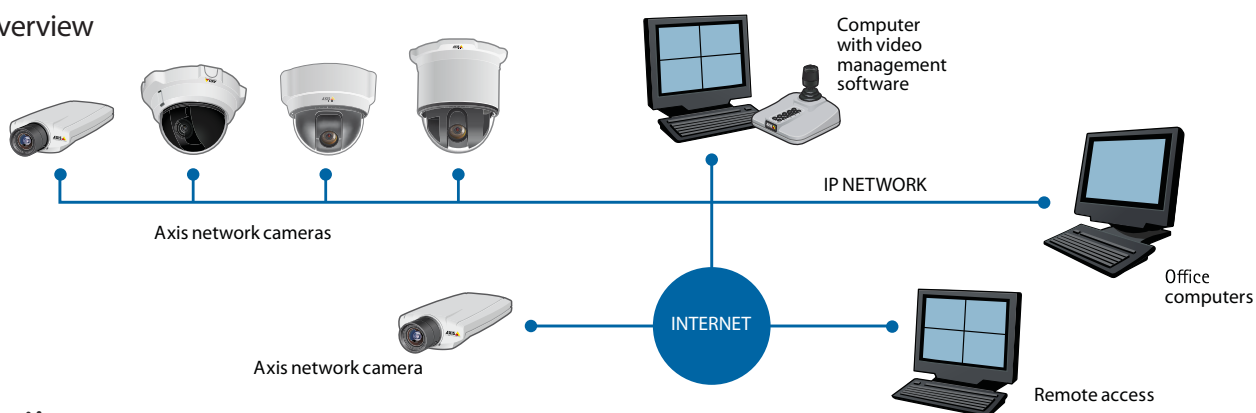 verview
Computer
with video
management
software
IP NETWORK
Axis network cameras
Office
computers
INTERNET
Axis network camera
Remote access